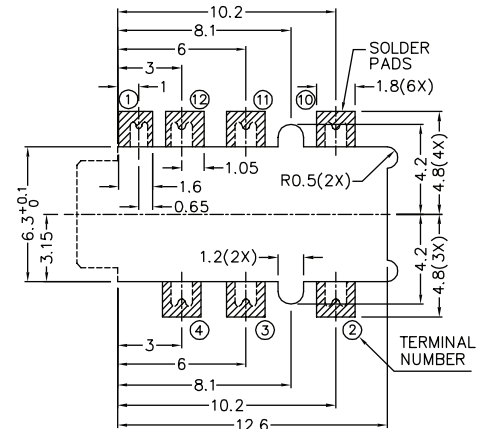 10.2
8.1
6
3
1
SOLDER
PADS
1.8(6X)
1
12
11
10
R0.5(2X)
4.2
4.8(4X)
1.05
1.6
0.65
6.3+0.1 0
3.15
1.2(2X)
4.2
4.8(3X)
4
3
2
TERMINAL
NUMBER
3
6
8.1
10.2
12.6